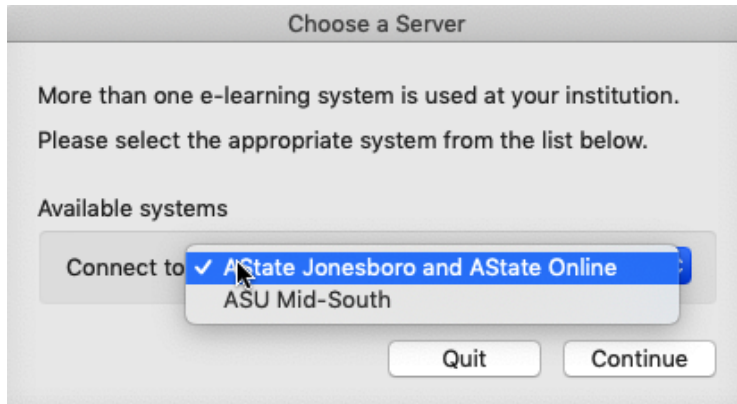 Choose a Server
More than one e-learning system is used at your institution.
Please select the appropriate system from the list below.
Available systems
Connect to ✓ AState Jonesboro and AState Online
ASU Mid-South
Quit Continue